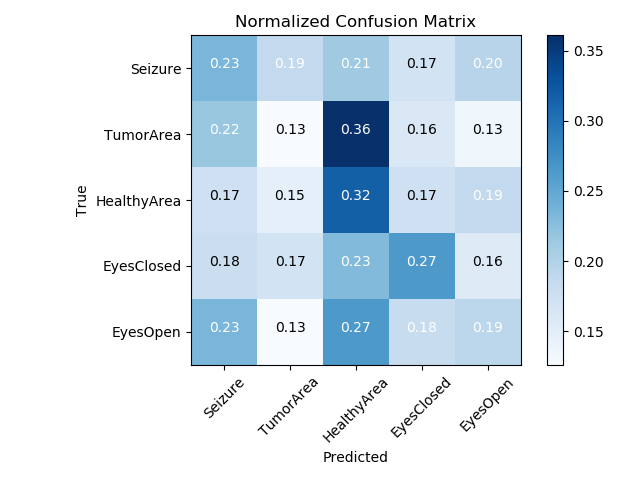 Normalized Confusion Matrix
Seizure 0.23 0.19 0.21 0.17 0.20
TumorArea 0.22 0.13 0.36 0.16 0.13
HealthyArea 0.17 0.15 0.32 0.17 0.19
EyesClosed 0.18 0.17 0.23 0.27 0.16
EyesOpen 0.23 0.13 0.27 0.18 0.19
True
Seizure TumorArea HealthyArea EyesClosed EyesOpen
Predicted
0.35
0.30
0.25
0.20
0.15